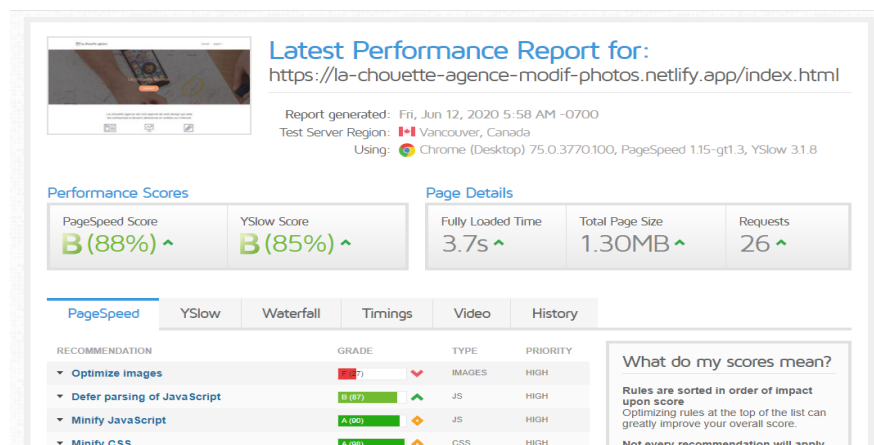 Latest Performance Report for:
https://la-chouette-agence-modif-photos.netlify.app/index.html
Report generated: Fri, Jun 12, 2020 5:58 AM -0700
Test Server Region: Vancouver, Canada
Using: Chrome (Desktop) 75.0.3770.100, PageSpeed 1.15-gt1.3, YSlow 3.1.8
Performance Scores
Page Details
PageSpeed Score
YSlow Score
Fully Loaded Time
Total Page Size
Requests
B (88%)
B (85%)
3.7s
1.30MB
26
PageSpeed YSlow Waterfall Timings Video History
RECOMMENDATION GRADE TYPE PRIORITY
Optimize images F (27) IMAGES HIGH
Defer parsing of JavaScript B (87) JS HIGH
Minify JavaScript A (90) JS HIGH
Minify CSS CSS HIGH
What do my scores mean?
Rules are sorted in order of impact
upon score
Optimizing rules at the top of the list can
greatly improve your overall score.
Not every recommendation will apply